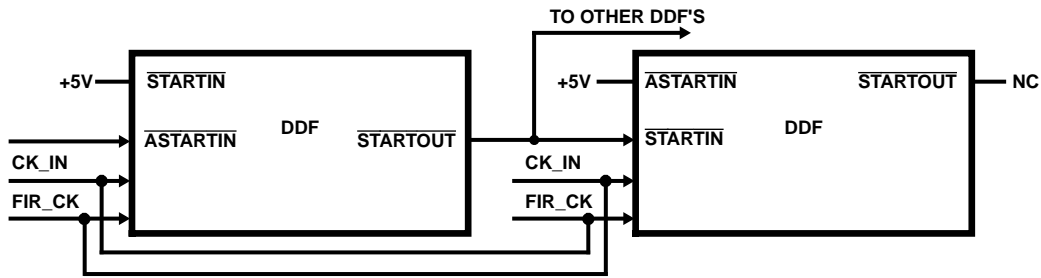 TO OTHER DDF'S
+5V
STARTIN
ASTARTIN
DDF
STARTOUT
CK_IN
FIR_CK
+5V
ASTARTIN
STARTIN
DDF
STARTOUT
NC
CK_IN
FIR_CK